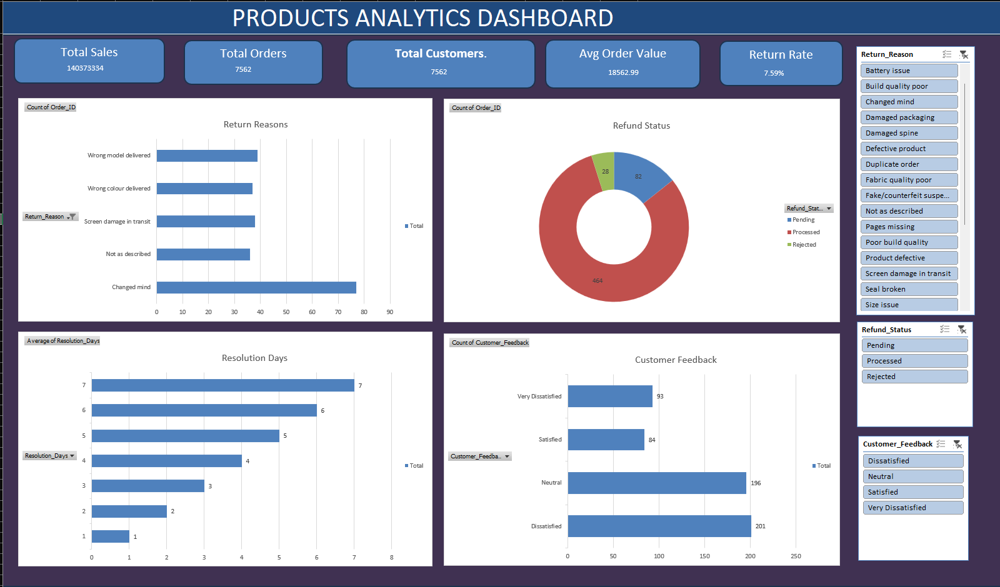 PRODUCTS ANALYTICS DASHBOARD
Total Sales
140373334
Total Orders
7562
Total Customers.
7562
Avg Order Value
18562.99
Return Rate
7.59%
Count of Order_ID
Return Reasons
Wrong model delivered
Wrong colour delivered
Return_Reason
Screen damage in transit
Not as described
Changed mind
0 10 20 30 40 50 60 70 80 90
Total
Count of Order_ID
Refund Status
28
82
464
Refund_Stat...
Pending
Processed
Rejected
Average of Resolution_Days
Resolution Days
7 7
6 6
5 5
Resolution_Days
4 4
3 3
2 2
1 1
0 1 2 3 4 5 6 7 8
Total
Count of Customer_Feedback
Customer Feedback
Very Dissatisfied 93
Satisfied 84
Customer_Feedba..
Neutral 196
Dissatisfied 201
0 50 100 150 200 250
Total
Return_Reason
Battery issue
Build quality poor
Changed mind
Damaged packaging
Damaged spine
Defective product
Duplicate order
Fabric quality poor
Fake/counterfeit suspe...
Not as described
Pages missing
Poor build quality
Product defective
Screen damage in transit
Seal broken
Size issue
Refund_Status
Pending
Processed
Rejected
Customer_Feedback
Dissatisfied
Neutral
Satisfied
Very Dissatisfied